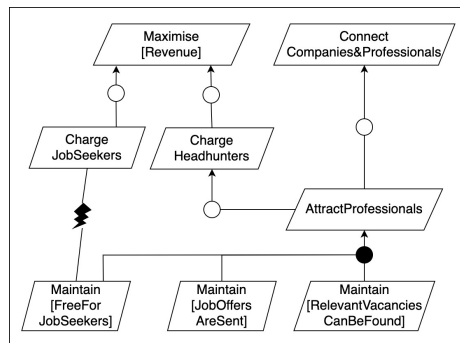 Maximise
[Revenue]
Connect
Companies&Professionals
Charge
JobSeekers
Charge
Headhunters
AttractProfessionals
Maintain
[FreeFor
JobSeekers]
Maintain
[JobOffers
AreSent]
Maintain
[RelevantVacancies
CanBeFound]